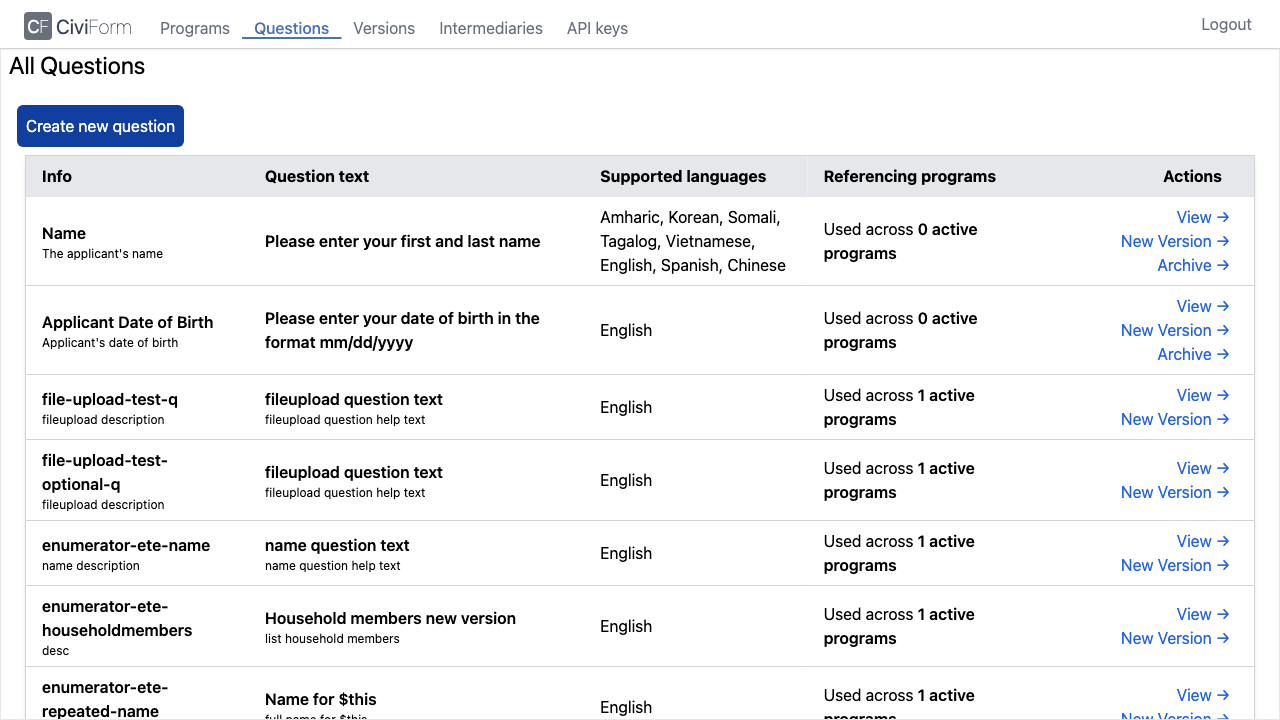 CF CiviForm Programs Questions Versions Intermediaries API keys Logout
All Questions
Create new question
Info Question text Supported languages Referencing programs Actions
Name
The applicant's name
Please enter your first and last name
Amharic, Korean, Somali,
Tagalog, Vietnamese,
English, Spanish, Chinese
Used across 0 active
programs
View →
New Version →
Archive →
Applicant Date of Birth
Applicant's date of birth
Please enter your date of birth in the
format mm/dd/yyyy
English
Used across 0 active
programs
View →
New Version →
Archive →
file-upload-test-q
fileupload description
fileupload question text
fileupload question help text
English
Used across 1 active
programs
View →
New Version →
file-upload-test-
optional-q
fileupload description
fileupload question text
fileupload question help text
English
Used across 1 active
programs
View →
New Version →
enumerator-ete-name
name description
name question text
name question help text
English
Used across 1 active
programs
View →
New Version →
enumerator-ete-
householdmembers
desc
Household members new version
list household members
English
Used across 1 active
programs
View →
New Version →
enumerator-ete-
repeated-name
Name for $this
full name for $this
English
Used across 1 active
programs
View →
New Version →